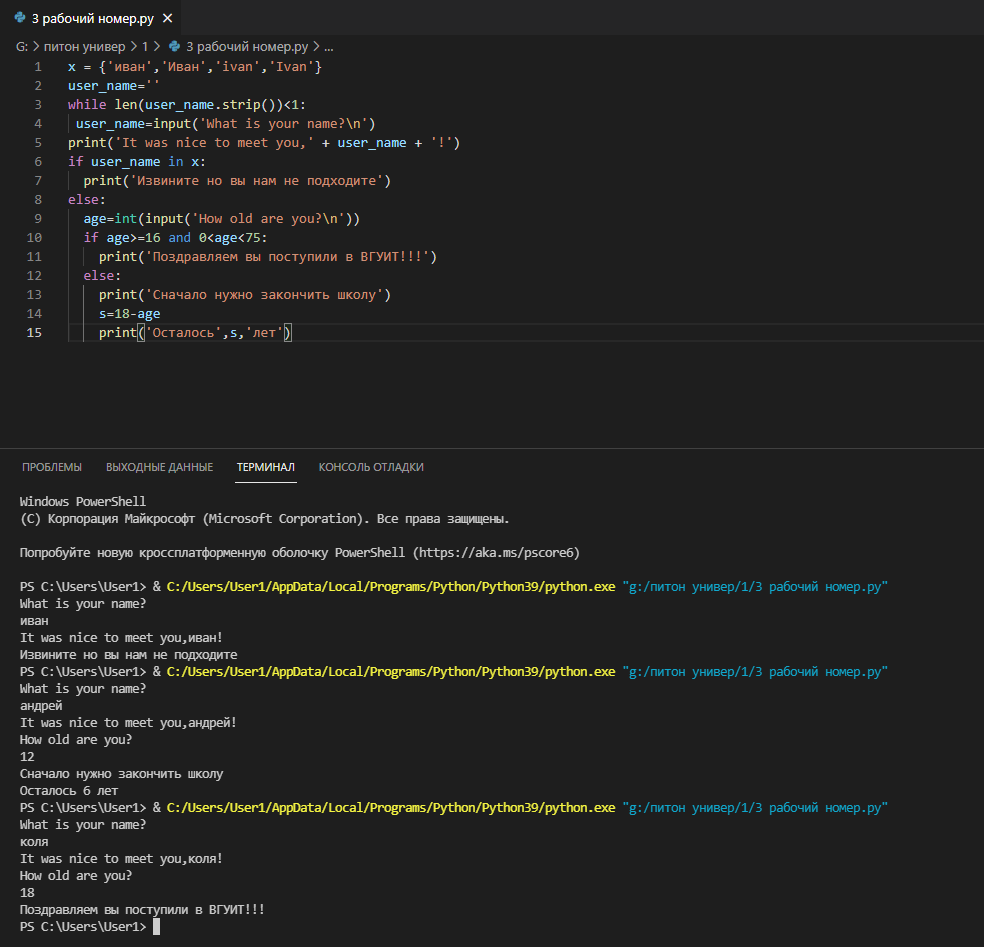 3 рабочий номер.py ×
G: > питон универ > 1 > 3 рабочий номер.py > ...
1 x = {'иван','Иван','ivan','Ivan'}
2 user_name=''
3 while len(user_name.strip())<1:
4 user_name=input('What is your name?\n')
5 print('It was nice to meet you,' + user_name + '!')
6 if user_name in x:
7 print('Извините но вы нам не подходите')
8 else:
9 age=int(input('How old are you?\n'))
10 if age>=16 and 0<age<75:
11 print('Поздравляем вы поступили в ВГУИТ!!!')
12 else:
13 print('Сначало нужно закончить школу')
14 s=18-age
15 print('Осталось',s,'лет')
ПРОБЛЕМЫ ВЫХОДНЫЕ ДАННЫЕ ТЕРМИНАЛ КОНСОЛЬ ОТЛАДКИ
Windows PowerShell
(C) Корпорация Майкрософт (Microsoft Corporation). Все права защищены.
Попробуйте новую кроссплатформенную оболочку PowerShell (https://aka.ms/pscore6)
PS C:\Users\User1> & C:/Users/User1/AppData/Local/Programs/Python/Python39/python.exe "g:/питон универ/1/3 рабочий номер.py"
What is your name?
иван
It was nice to meet you,иван!
Извините но вы нам не подходите
PS C:\Users\User1> & C:/Users/User1/AppData/Local/Programs/Python/Python39/python.exe "g:/питон универ/1/3 рабочий номер.py"
What is your name?
андрей
It was nice to meet you,андрей!
How old are you?
12
Сначало нужно закончить школу
Осталось 6 лет
PS C:\Users\User1> & C:/Users/User1/AppData/Local/Programs/Python/Python39/python.exe "g:/питон универ/1/3 рабочий номер.py"
What is your name?
коля
It was nice to meet you,коля!
How old are you?
18
Поздравляем вы поступили в ВГУИТ!!!
PS C:\Users\User1>